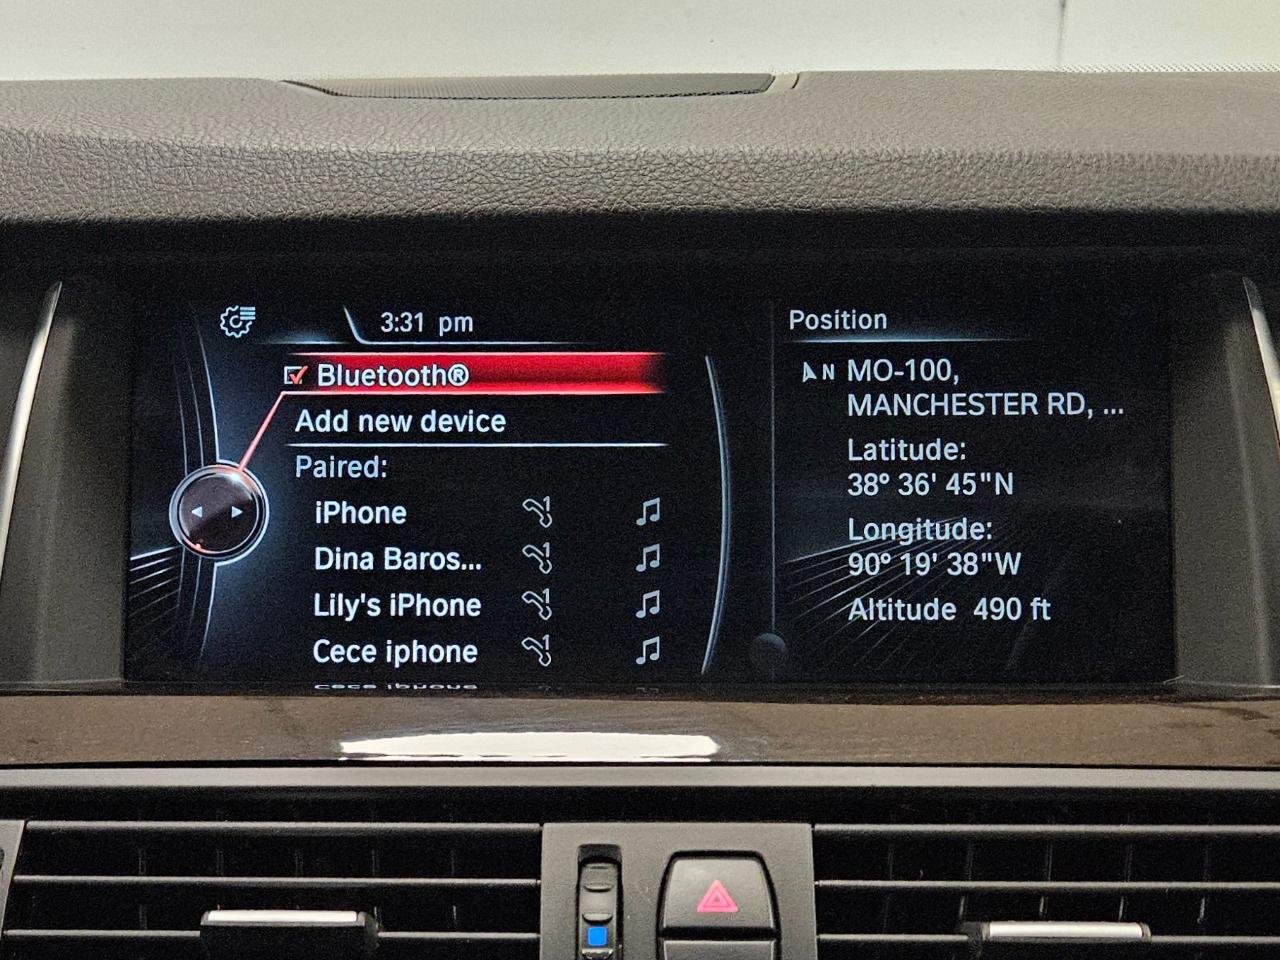 3:31 pm
Bluetooth®
Add new device
Paired:
iPhone
Dina Baros...
Lily's iPhone
Cece iphone
Position
N MO-100,
MANCHESTER RD, ...
Latitude:
38° 36' 45"N
Longitude:
90° 19' 38"W
Altitude 490 ft